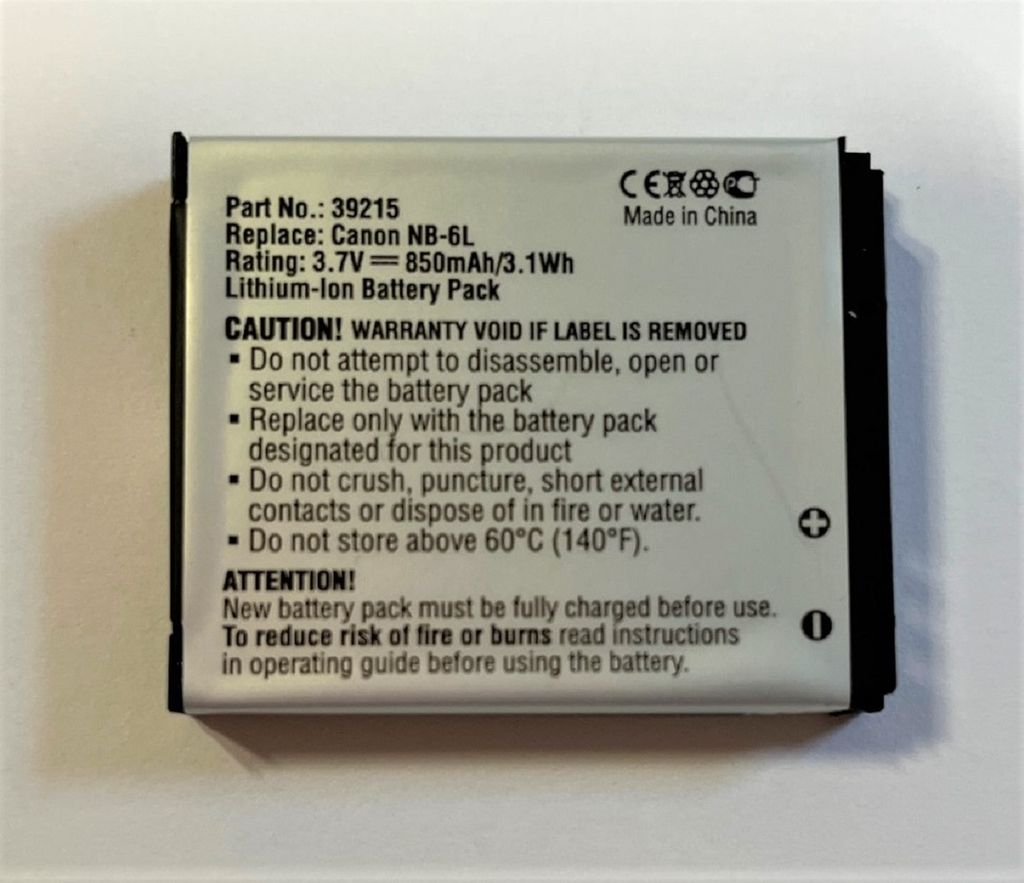 Part No.: 39215
Replace: Canon NB-6L
Rating: 3.7V ⎓ 850mAh/3.1Wh
Lithium-Ion Battery Pack
CE
Made in China
CAUTION! WARRANTY VOID IF LABEL IS REMOVED
▪ Do not attempt to disassemble, open or
service the battery pack
▪ Replace only with the battery pack
designated for this product
▪ Do not crush, puncture, short external
contacts or dispose of in fire or water.
▪ Do not store above 60°C (140°F).
ATTENTION!
New battery pack must be fully charged before use.
To reduce risk of fire or burns read instructions
in operating guide before using the battery.